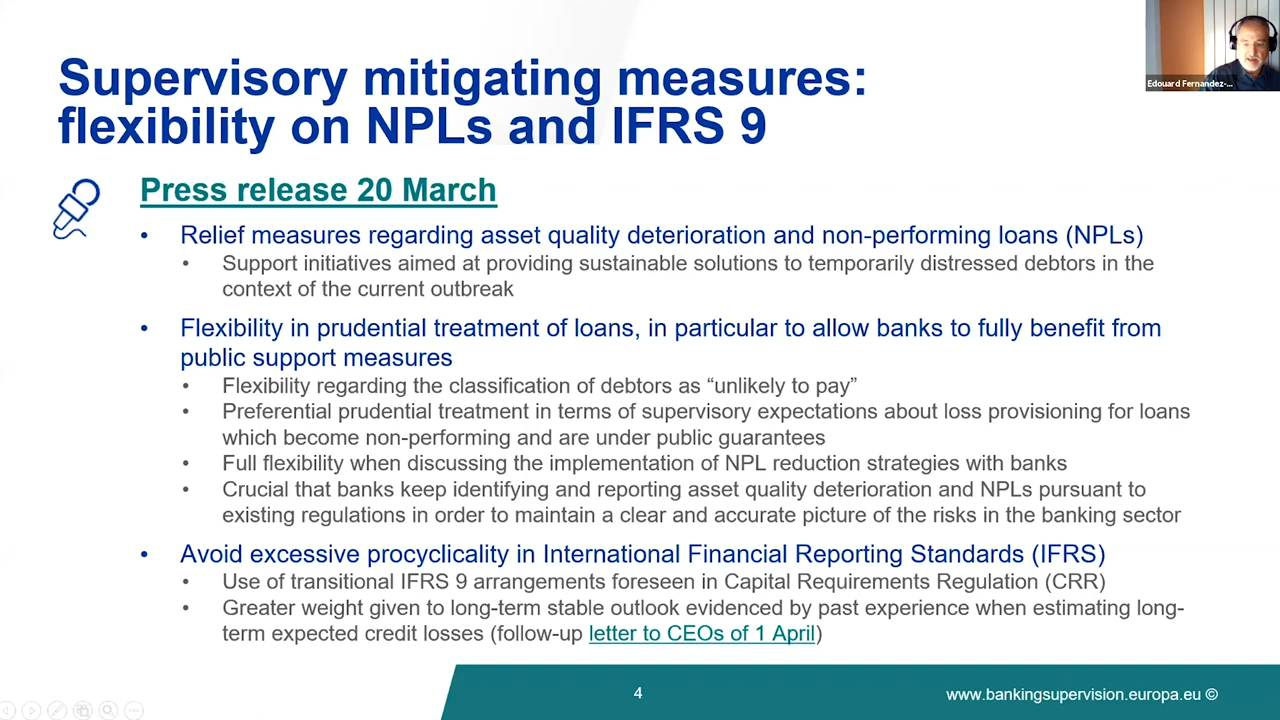 Supervisory mitigating measures:
flexibility on NPLs and IFRS 9
Edouard Fernandez-...
Press release 20 March
• Relief measures regarding asset quality deterioration and non-performing loans (NPLs)
• Support initiatives aimed at providing sustainable solutions to temporarily distressed debtors in the
context of the current outbreak
• Flexibility in prudential treatment of loans, in particular to allow banks to fully benefit from
public support measures
• Flexibility regarding the classification of debtors as “unlikely to pay”
• Preferential prudential treatment in terms of supervisory expectations about loss provisioning for loans
which become non-performing and are under public guarantees
• Full flexibility when discussing the implementation of NPL reduction strategies with banks
• Crucial that banks keep identifying and reporting asset quality deterioration and NPLs pursuant to
existing regulations in order to maintain a clear and accurate picture of the risks in the banking sector
• Avoid excessive procyclicality in International Financial Reporting Standards (IFRS)
• Use of transitional IFRS 9 arrangements foreseen in Capital Requirements Regulation (CRR)
• Greater weight given to long-term stable outlook evidenced by past experience when estimating long-
term expected credit losses (follow-up letter to CEOs of 1 April)
4
www.bankingsupervision.europa.eu ©